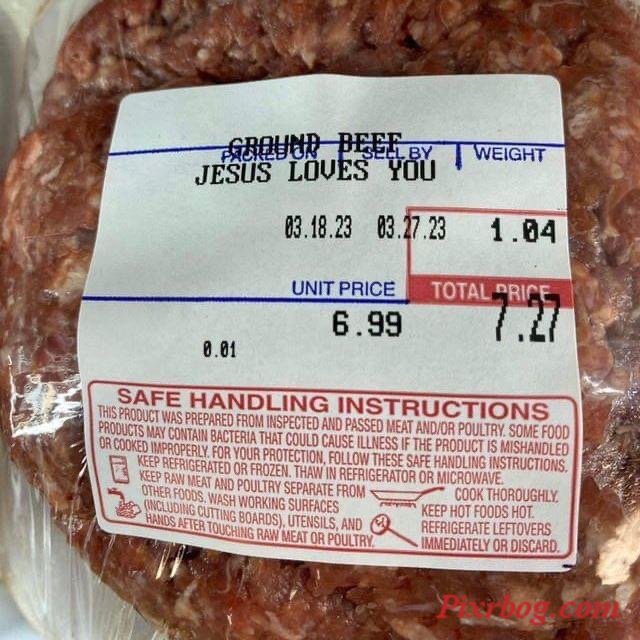 GROUND BEEF
PACKED ON SELL BY WEIGHT
JESUS LOVES YOU
03.18.23 03.27.23 1.04
UNIT PRICE TOTAL PRICE
6.99 7.27
0.01
SAFE HANDLING INSTRUCTIONS
THIS PRODUCT WAS PREPARED FROM INSPECTED AND PASSED MEAT AND/OR POULTRY. SOME FOOD
PRODUCTS MAY CONTAIN BACTERIA THAT COULD CAUSE ILLNESS IF THE PRODUCT IS MISHANDLED
OR COOKED IMPROPERLY. FOR YOUR PROTECTION, FOLLOW THESE SAFE HANDLING INSTRUCTIONS.
KEEP REFRIGERATED OR FROZEN. THAW IN REFRIGERATOR OR MICROWAVE.
KEEP RAW MEAT AND POULTRY SEPARATE FROM
OTHER FOODS. WASH WORKING SURFACES
(INCLUDING CUTTING BOARDS), UTENSILS, AND
HANDS AFTER TOUCHING RAW MEAT OR POULTRY.
COOK THOROUGHLY.
KEEP HOT FOODS HOT.
REFRIGERATE LEFTOVERS
IMMEDIATELY OR DISCARD.
Pixrbog.com